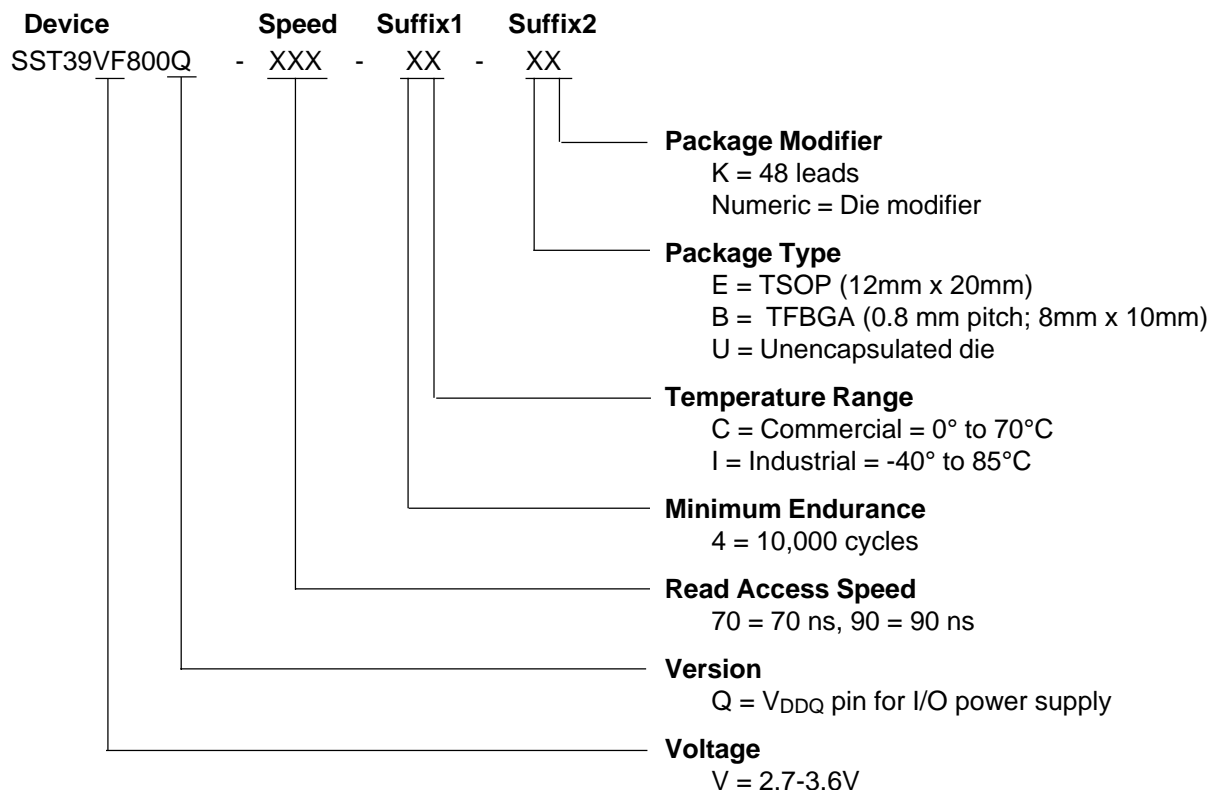 Device Speed Suffix1 Suffix2
SST39VF800Q - XXX - XX - XX
Package Modifier
K = 48 leads
Numeric = Die modifier
Package Type
E = TSOP (12mm x 20mm)
B = TFBGA (0.8 mm pitch; 8mm x 10mm)
U = Unencapsulated die
Temperature Range
C = Commercial = 0° to 70°C
I = Industrial = -40° to 85°C
Minimum Endurance
4 = 10,000 cycles
Read Access Speed
70 = 70 ns, 90 = 90 ns
Version
Q = VDDQ pin for I/O power supply
Voltage
V = 2.7-3.6V